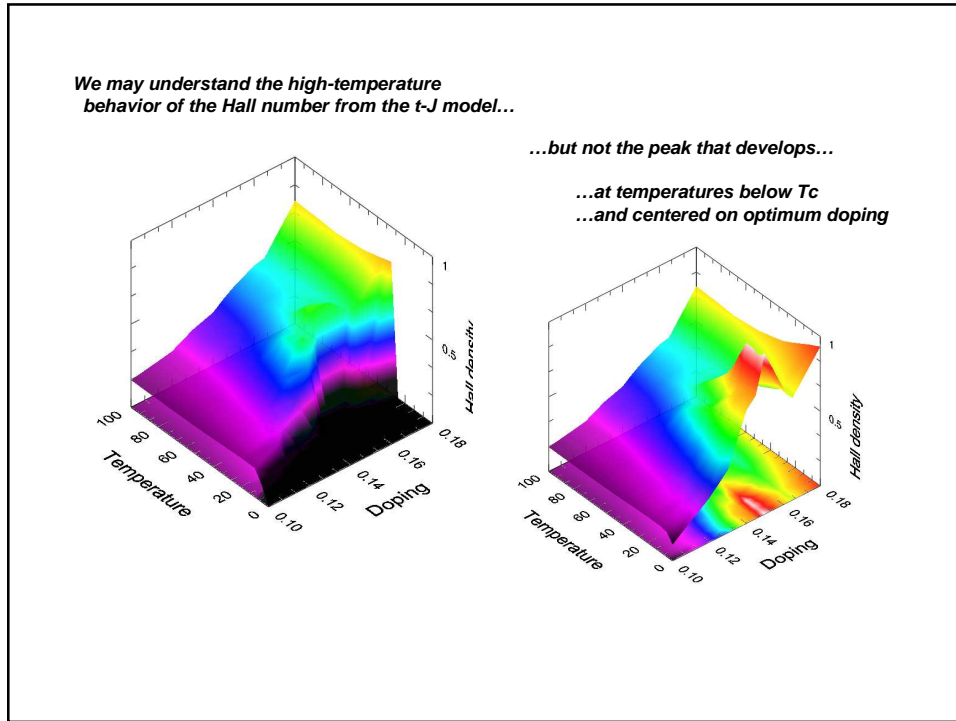 We may understand the high-temperature
behavior of the Hall number from the t-J model…
…but not the peak that develops…
…at temperatures below Tc
…and centered on optimum doping
1
0.5
Hall density
100
80
60
40
20
0
Temperature
0.10
0.12
0.14
0.16
0.18
Doping
1
0.5
Hall density
100
80
60
40
20
0
Temperature
0.10
0.12
0.14
0.16
0.18
Doping